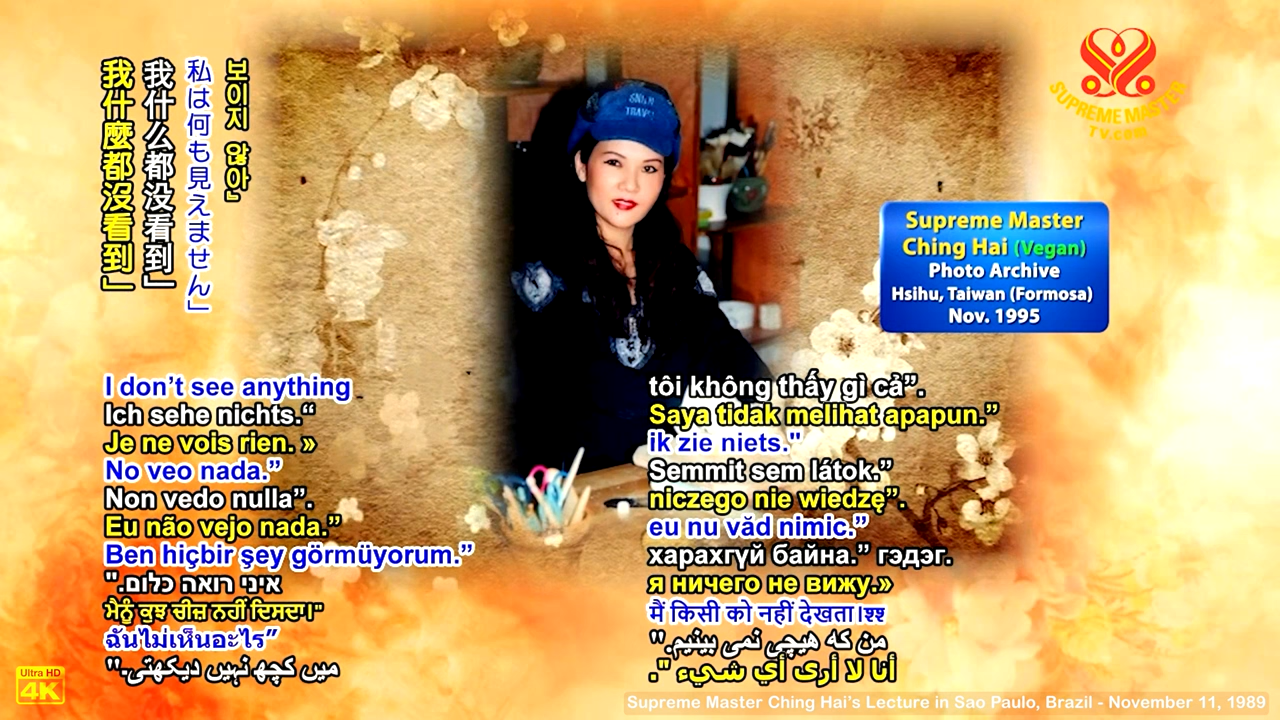 我什麼都沒看到」
我什么都没看到」
私は何も見えません」
보이지 않아』
SUPREME MASTER
TV.com
Supreme Master
Ching Hai (Vegan)
Photo Archive
Hsihu, Taiwan (Formosa)
Nov. 1995
I don’t see anything
Ich sehe nichts.“
Je ne vois rien. »
No veo nada.”
Non vedo nulla”.
Eu não vejo nada.”
Ben hiçbir şey görmüyorum.”
איני רואה כלום."
ਮੈਨੂੰ ਕੁਝ ਚੀਜ਼ ਨਹੀਂ ਦਿਸਦਾ।"
ฉันไม่เห็นอะไร”
میں کچھ نہیں دیکھتی."
tôi không thấy gì cả”.
Saya tidak melihat apapun.”
ik zie niets."
Semmit sem látok.”
niczego nie wiedzę”.
eu nu văd nimic.”
харахгүй байна.” гэдэг.
я ничего не вижу.»
मैं किसी को नहीं देखता।श्श्
من که هیچی نمی بینیم."
أنا لا أرى أي شيء ".
Ultra HD
4K
Supreme Master Ching Hai’s Lecture in Sao Paulo, Brazil - November 11, 1989